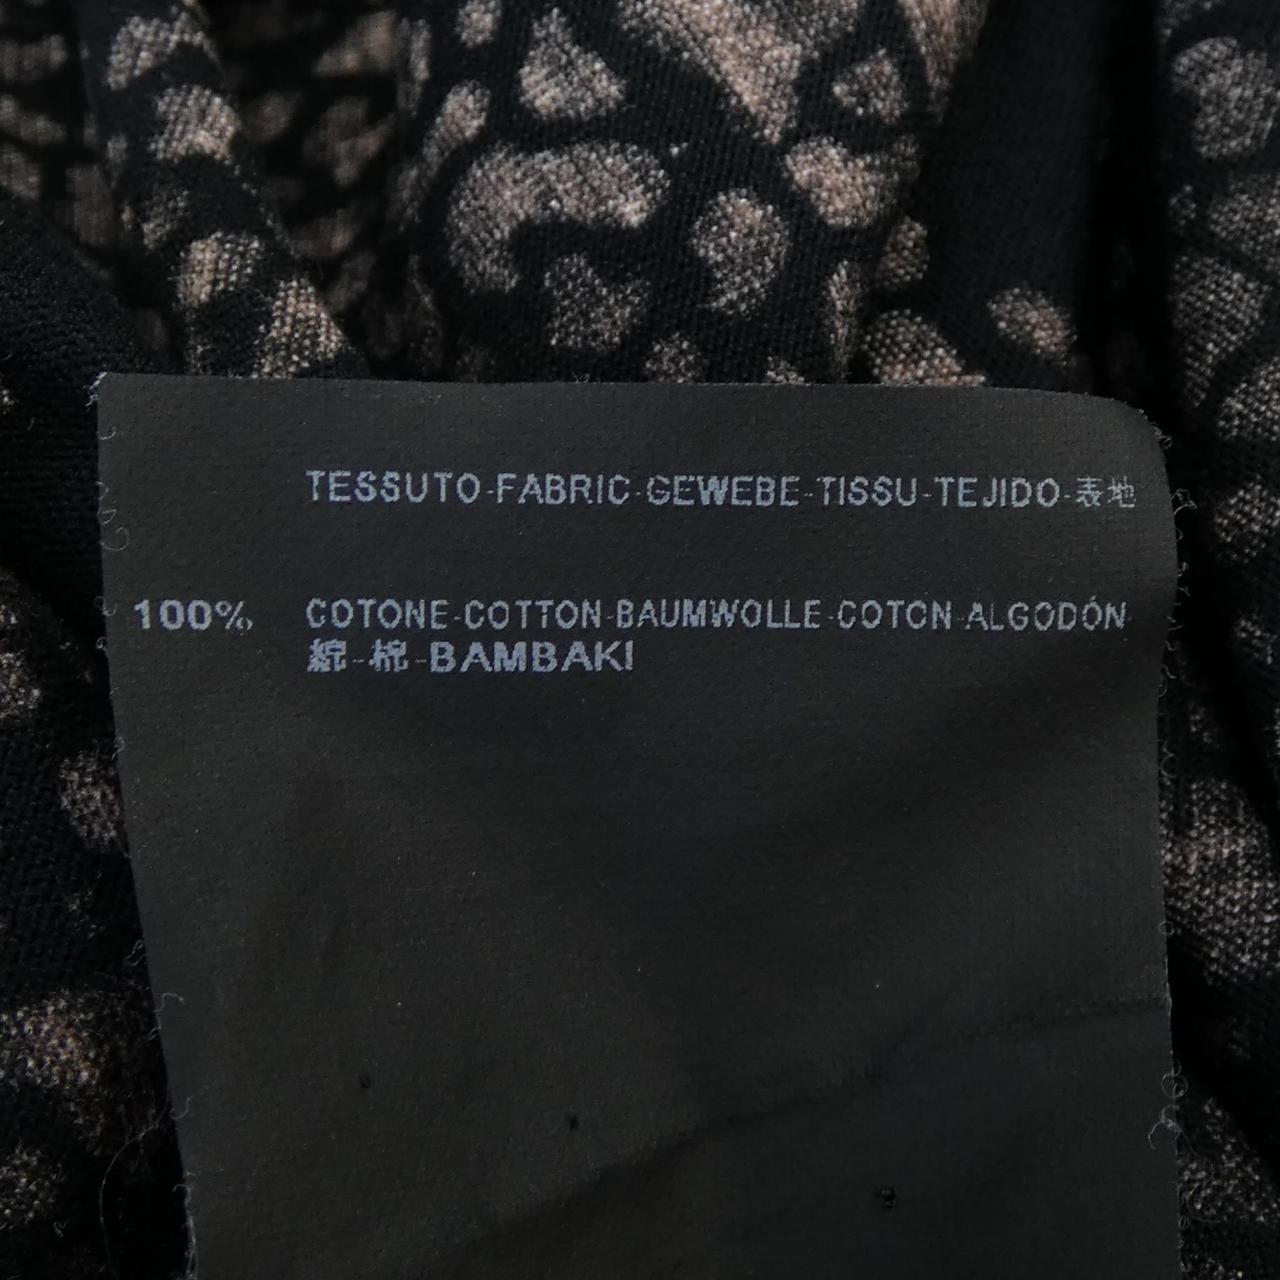 TESSUTO-FABRIC-GEWEBE-TISSU-TEJIDO-表地
100% COTONE-COTTON-BAUMWOLLE-COTON-ALGODÓN-
綿-棉-BAMBAKI